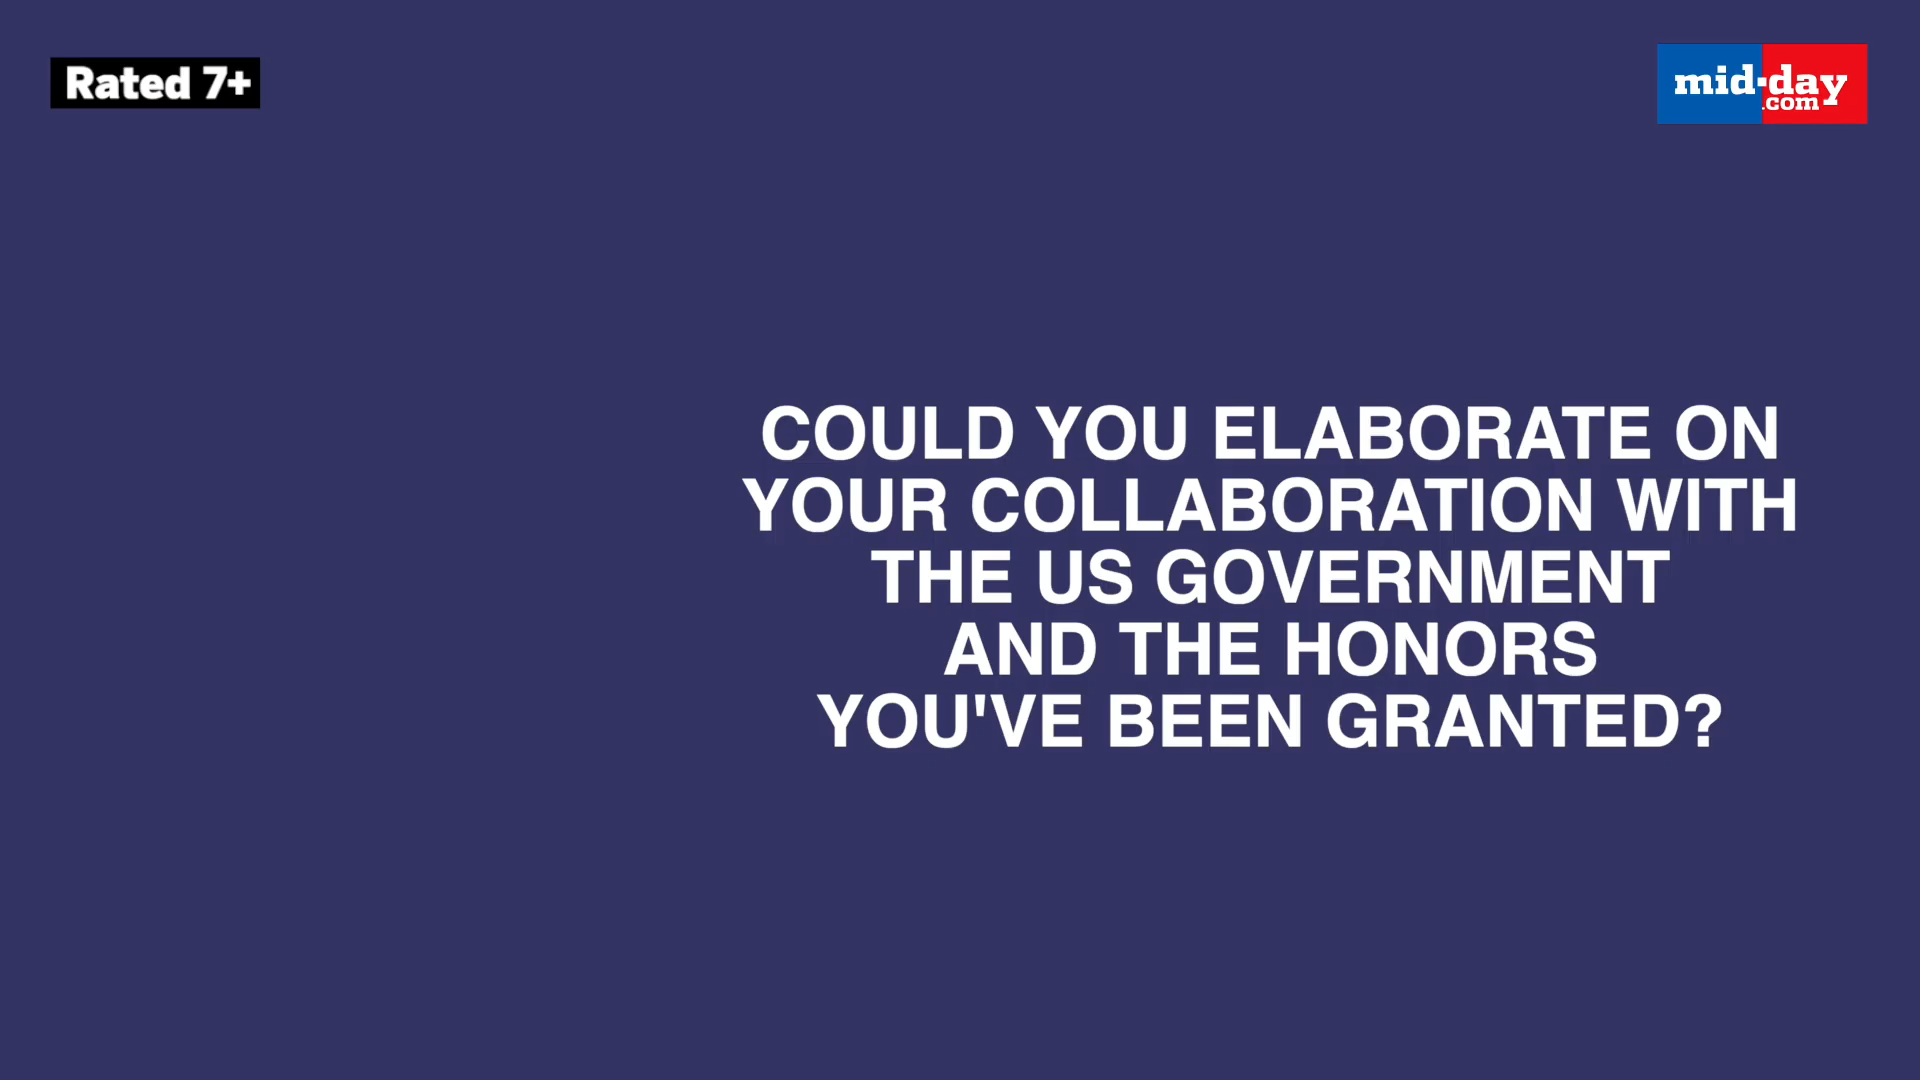 Rated 7+
mid-day
.com
COULD YOU ELABORATE ON
YOUR COLLABORATION WITH
THE US GOVERNMENT
AND THE HONORS
YOU'VE BEEN GRANTED?